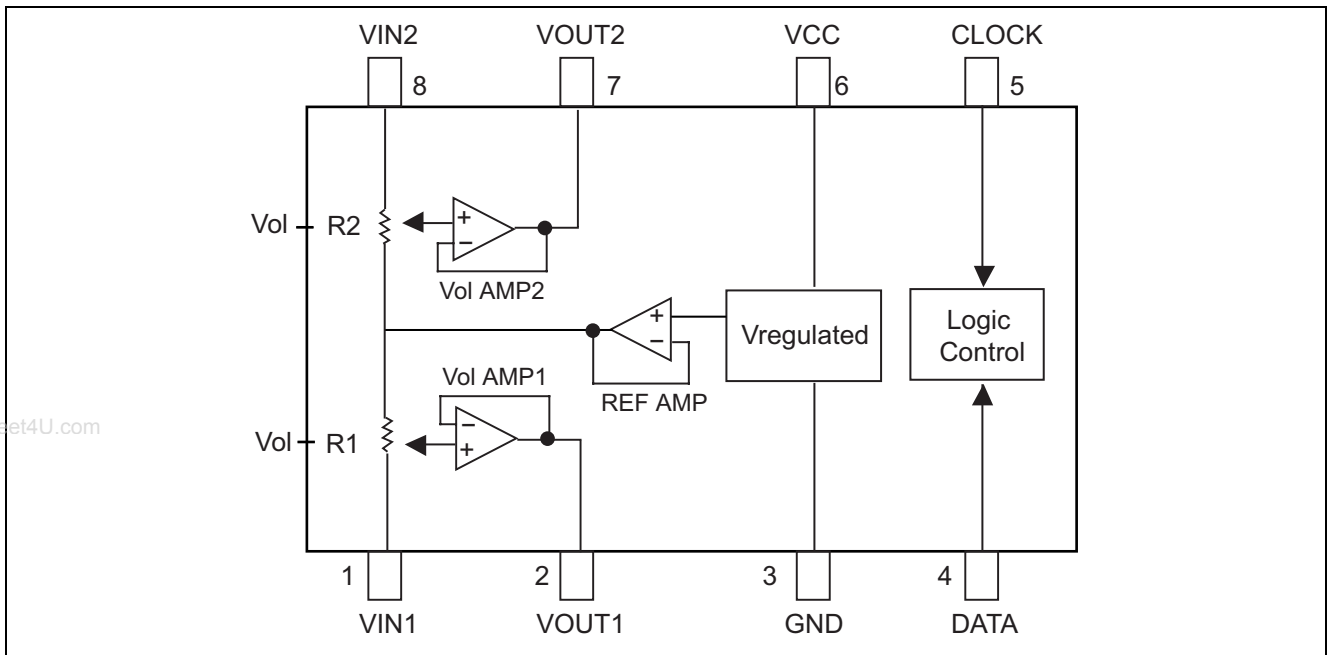 VIN2 VOUT2 VCC CLOCK
8 7 6 5
Vol R2 + −
Vol AMP2
+ −
Vregulated
Logic
Control
REF AMP
Vol AMP1
et4U.com
Vol R1 − +
1 2 3 4
VIN1 VOUT1 GND DATA